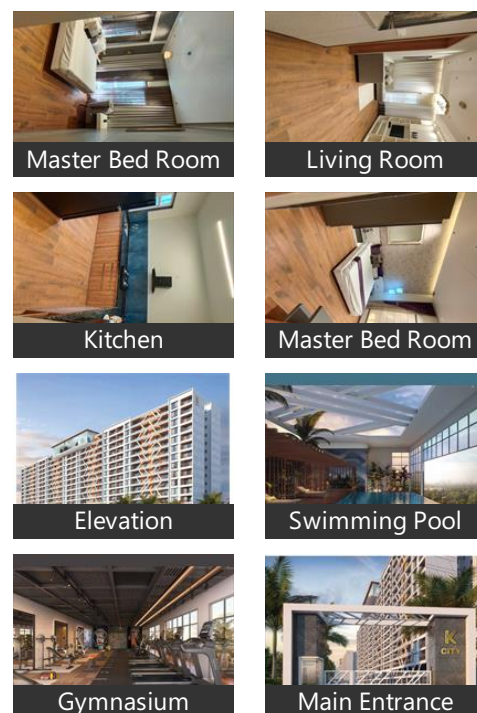 Master Bed Room
Living Room
Kitchen
Master Bed Room
Elevation
Swimming Pool
Gymnasium
Main Entrance
K
CITY